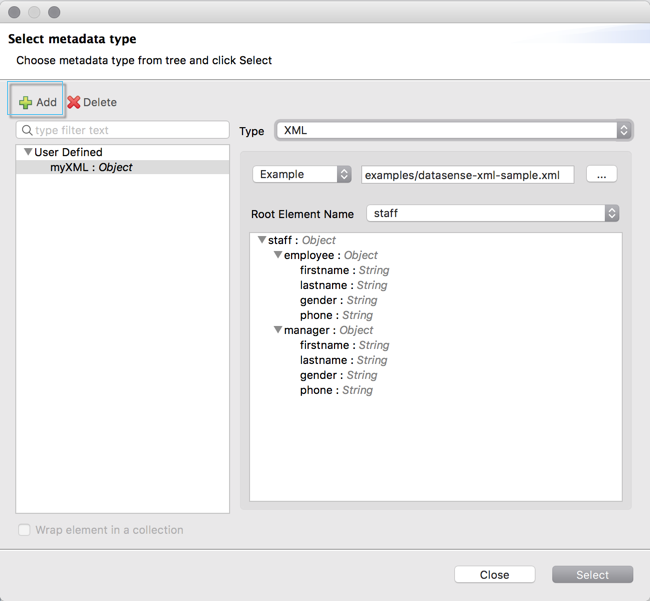 Select metadata type
Choose metadata type from tree and click Select
Add Delete
type filter text
User Defined
myXML : Object
Type XML
Example examples/datasense-xml-sample.xml ...
Root Element Name staff
staff : Object
employee : Object
firstname : String
lastname : String
gender : String
phone : String
manager : Object
firstname : String
lastname : String
gender : String
phone : String
Wrap element in a collection
Close Select